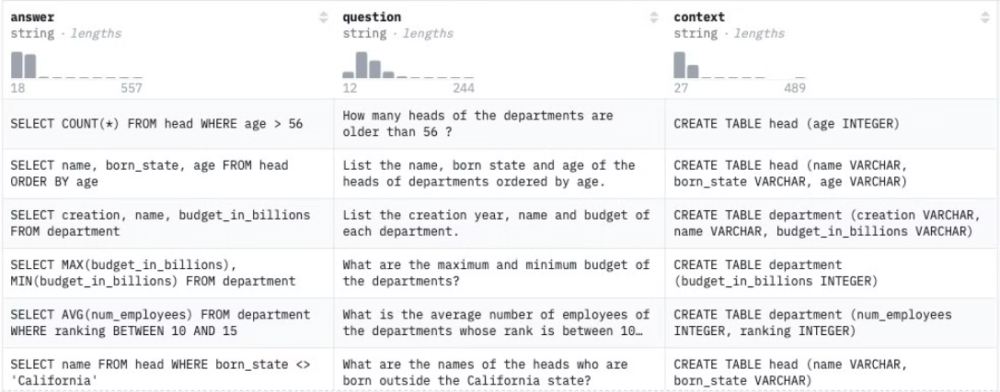 answer question context
string · lengths string · lengths string · lengths
18 557 12 244 27 489
SELECT COUNT(*) FROM head WHERE age > 56
How many heads of the departments are
older than 56 ?
CREATE TABLE head (age INTEGER)
SELECT name, born_state, age FROM head
ORDER BY age
List the name, born state and age of the
heads of departments ordered by age.
CREATE TABLE head (name VARCHAR,
born_state VARCHAR, age VARCHAR)
SELECT creation, name, budget_in_billions
FROM department
List the creation year, name and budget of
each department.
CREATE TABLE department (creation VARCHAR,
name VARCHAR, budget_in_billions VARCHAR)
SELECT MAX(budget_in_billions),
MIN(budget_in_billions) FROM department
What are the maximum and minimum budget of
the departments?
CREATE TABLE department
(budget_in_billions INTEGER)
SELECT AVG(num_employees) FROM department
WHERE ranking BETWEEN 10 AND 15
What is the average number of employees of
the departments whose rank is between 10…
CREATE TABLE department (num_employees
INTEGER, ranking INTEGER)
SELECT name FROM head WHERE born_state <>
'California'
What are the names of the heads who are
born outside the California state?
CREATE TABLE head (name VARCHAR,
born_state VARCHAR)